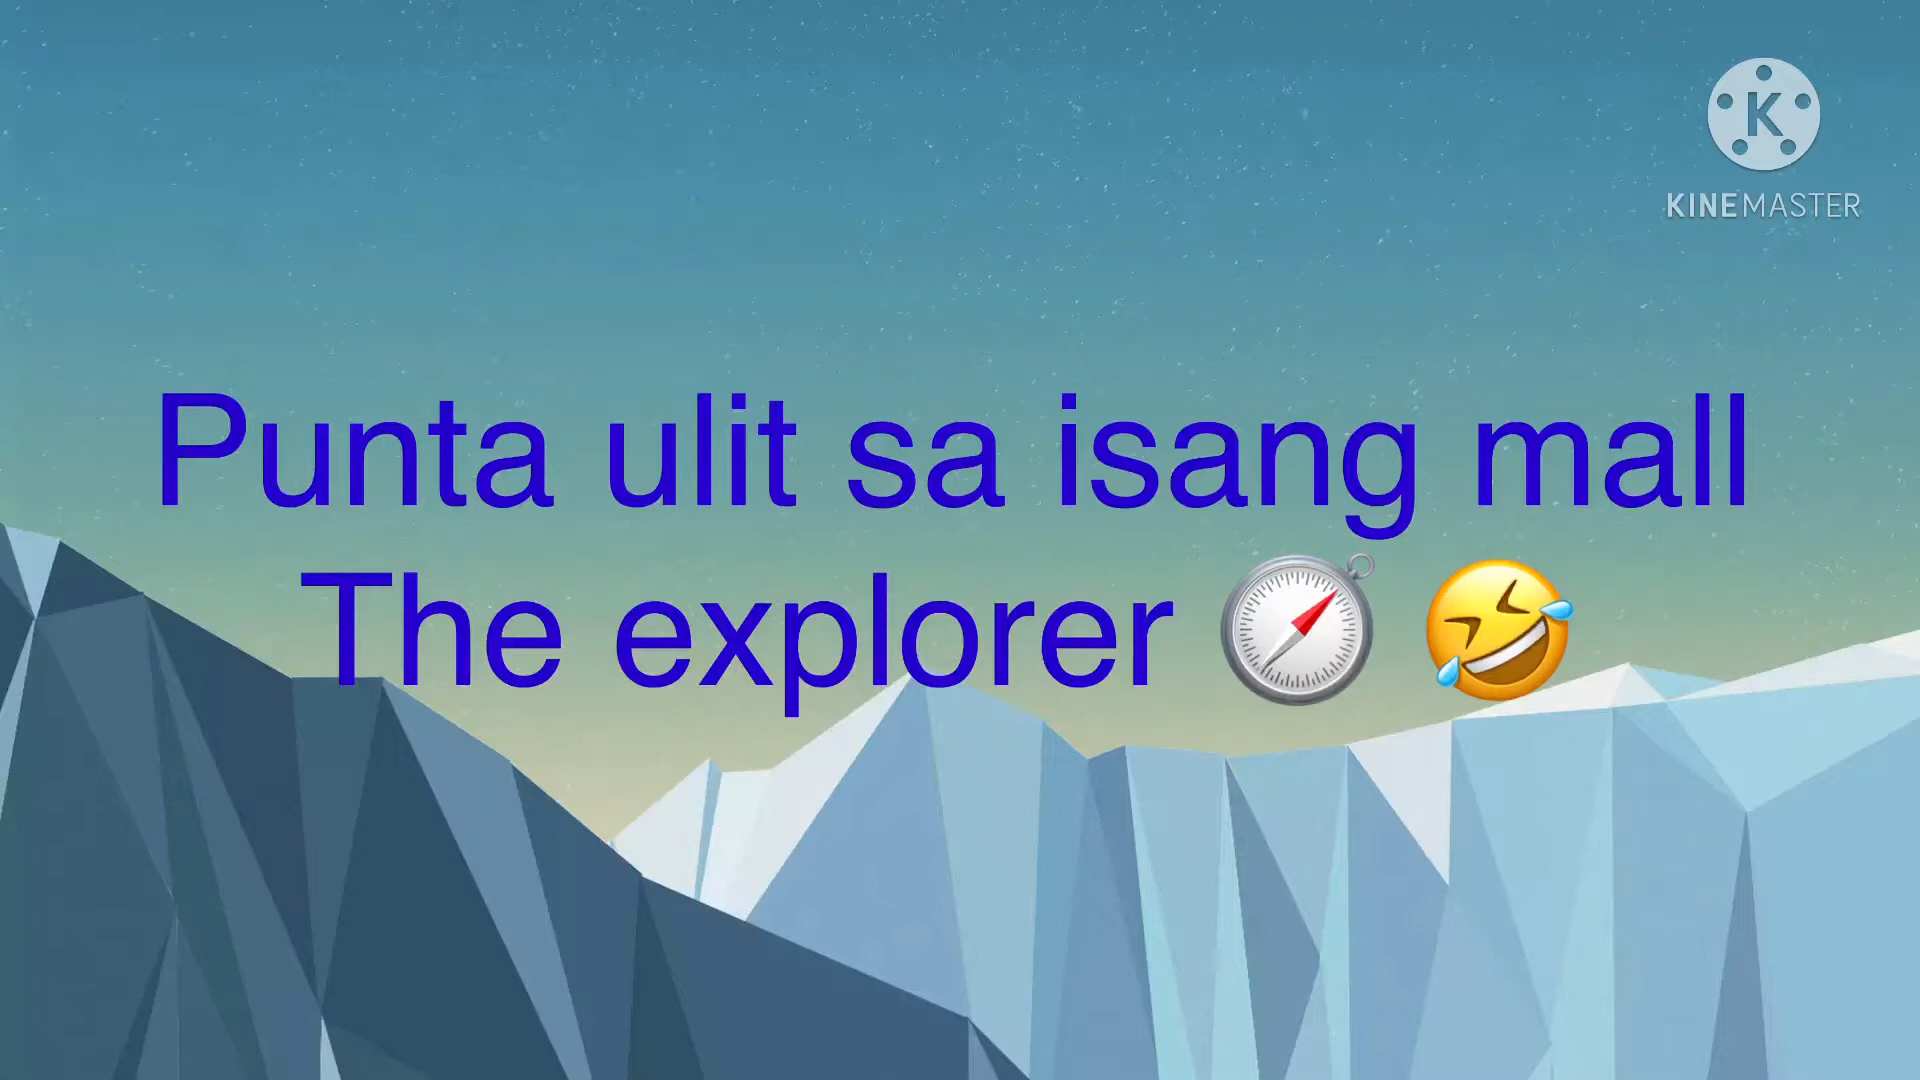 K
KINEMASTER
Punta ulit sa isang mall
The explorer 🧭 🤣